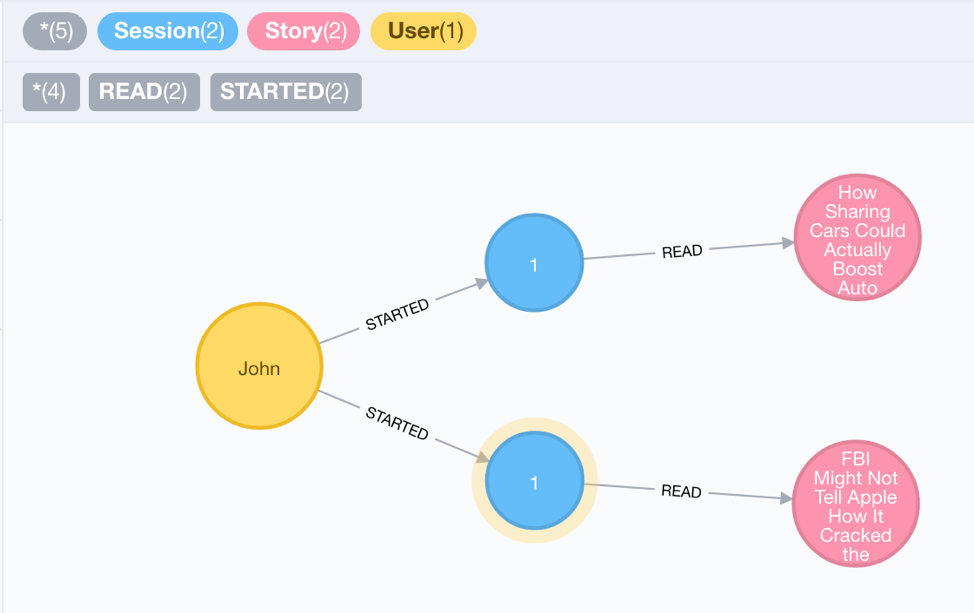 *(5) Session(2) Story(2) User(1)
*(4) READ(2) STARTED(2)
How
Sharing
Cars Could
Actually
Boost
Auto
READ
1
STARTED
John
STARTED
1
READ
FBI
Might Not
Tell Apple
How It
Cracked
the